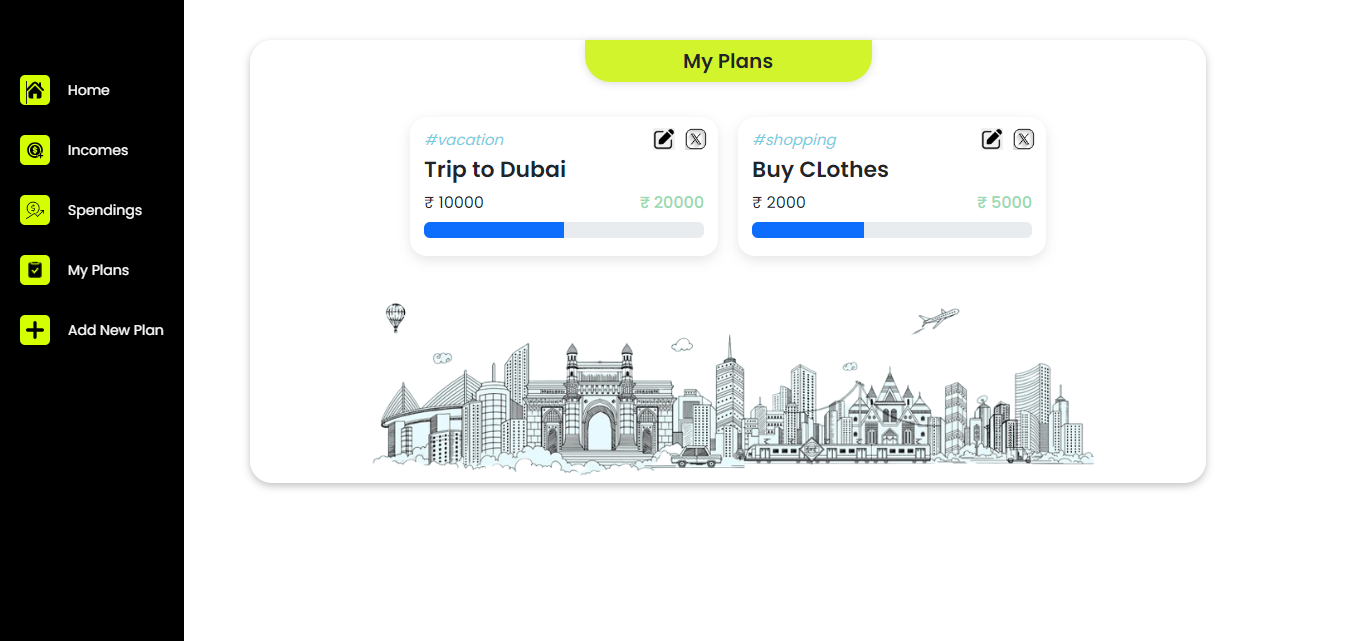 Home
Incomes
Spendings
My Plans
Add New Plan
My Plans
#vacation
Trip to Dubai
₹ 10000 ₹ 20000
#shopping
Buy CLothes
₹ 2000 ₹ 5000